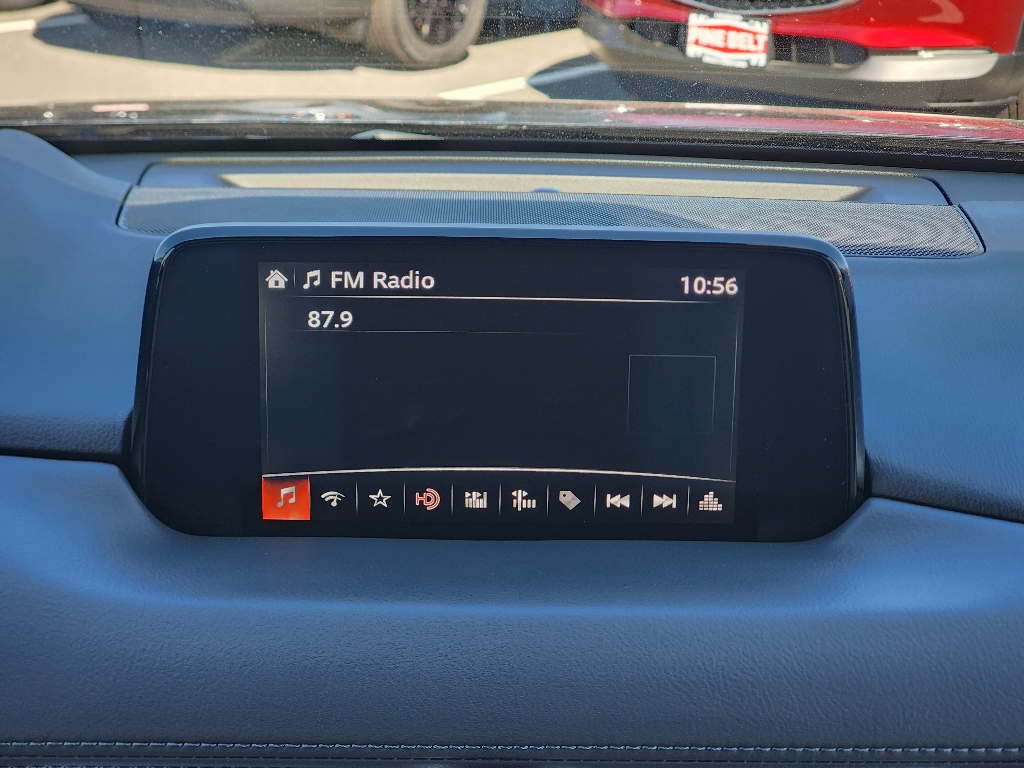 PINE BELT
FM Radio
10:56
87.9
HD